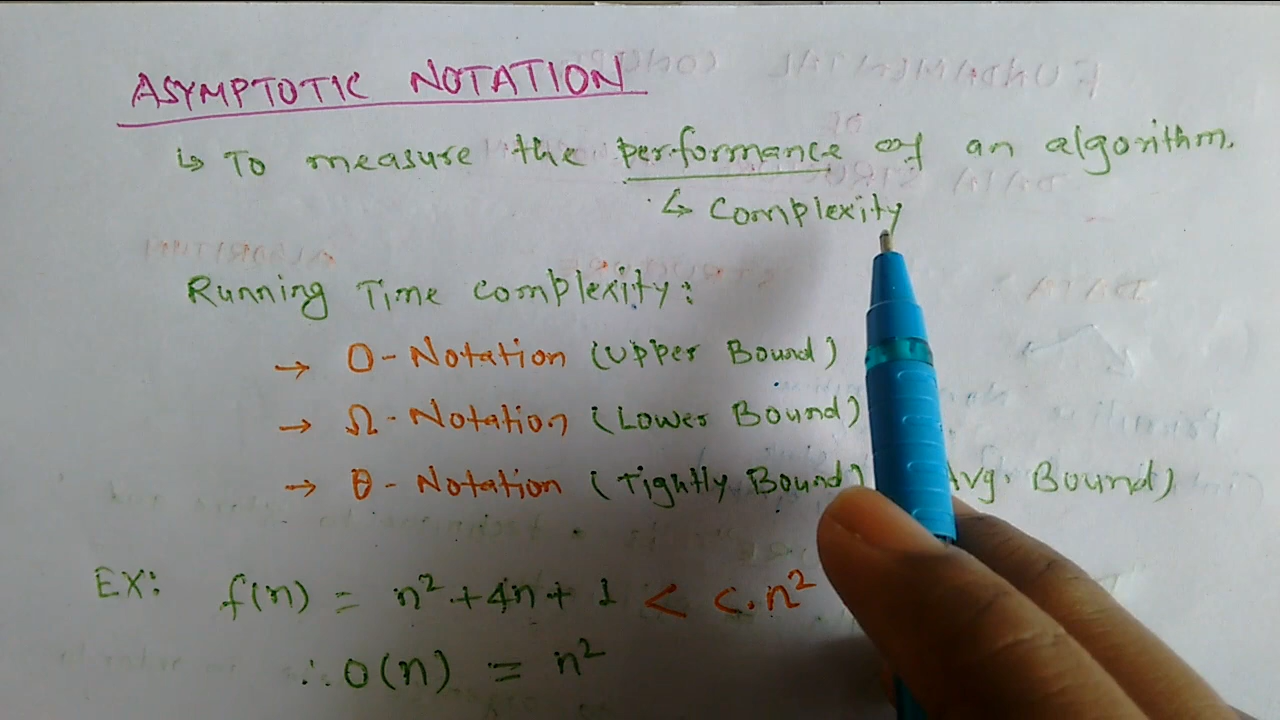 ASYMPTOTIC NOTATION
↳ To measure the performance of an algorithm.
↳ Complexity
Running Time complexity:
→ O-Notation (Upper Bound)
→ Ω-Notation (Lower Bound)
→ θ-Notation (Tightly Bound) Avg. Bound)
EX: f(n) = n²+4n+1 < c.n²
∴ O(n) = n²